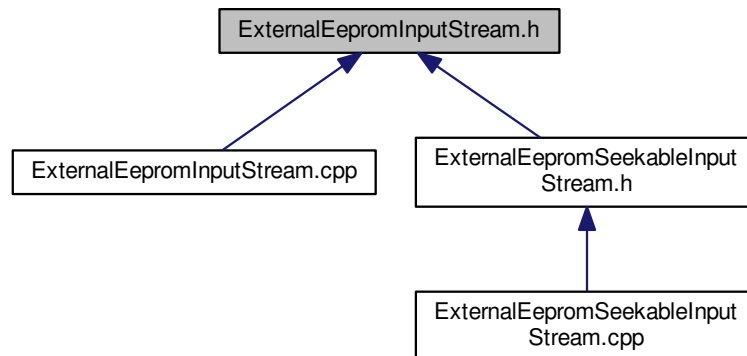 ExternalEepromInputStream.h
ExternalEepromInputStream.cpp
ExternalEepromSeekableInput
Stream.h
ExternalEepromSeekableInput
Stream.cpp